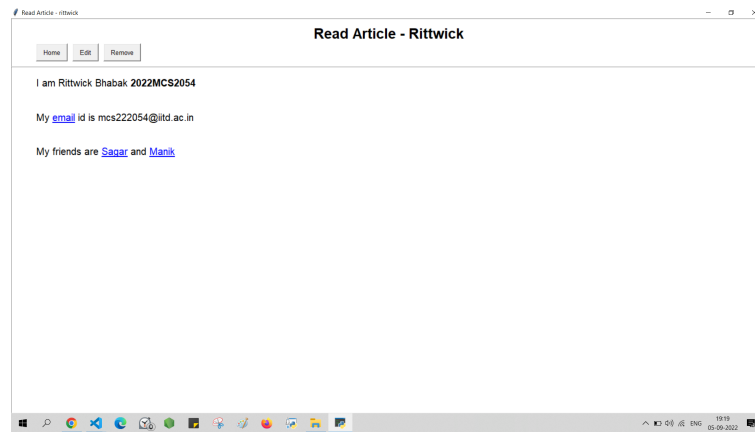 Read Article - rittwick
Read Article - Rittwick
Home Edit Remove
I am Rittwick Bhabak 2022MCS2054
My email id is mcs222054@iitd.ac.in
My friends are Sagar and Manik
ENG 19:19
05-09-2022